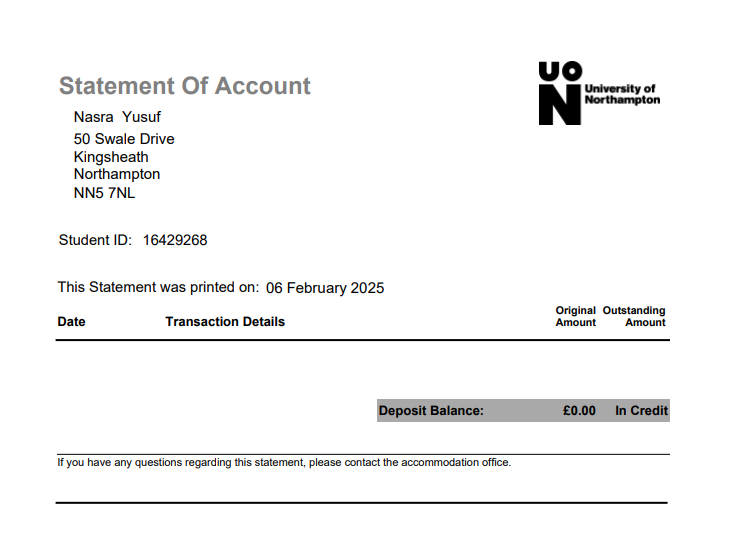 Statement Of Account
UON
University of
Northampton
Nasra Yusuf
50 Swale Drive
Kingsheath
Northampton
NN5 7NL
Student ID: 16429268
This Statement was printed on: 06 February 2025
Date Transaction Details Original Amount Outstanding Amount
Deposit Balance: £0.00 In Credit
If you have any questions regarding this statement, please contact the accommodation office.